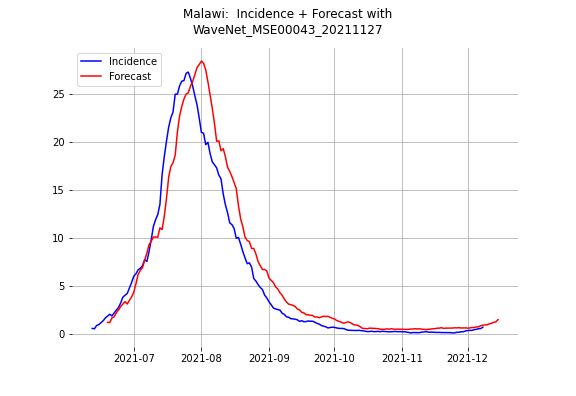 Malawi:  Incidence + Forecast with
WaveNet_MSE00043_20211127
Incidence
Forecast
25
20
15
10
5
0
2021-07 2021-08 2021-09 2021-10 2021-11 2021-12